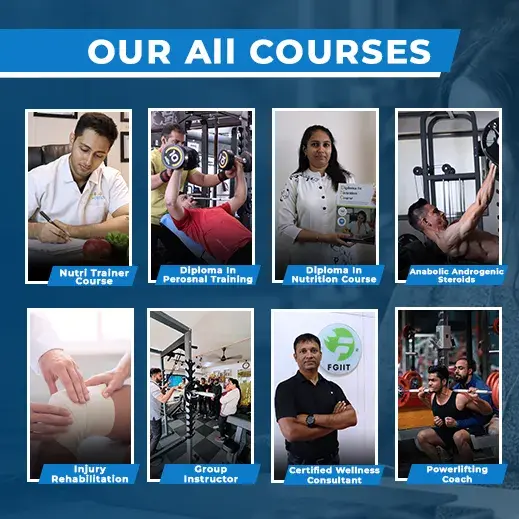 OUR All COURSES
Nutri Trainer
Course
Diploma In
Perosnal Training
Diploma In
Nutrition Course
Anabolic Androgenic
Steroids
FGIIT
Injury
Rehabilitation
Group
Instructor
Certified Wellness
Consultant
Powerlifting
Coach